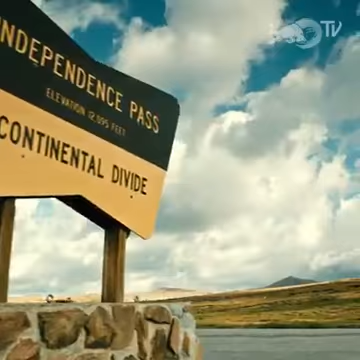 INDEPENDENCE PASS
ELEVATION 12,095 FEET
CONTINENTAL DIVIDE
TV